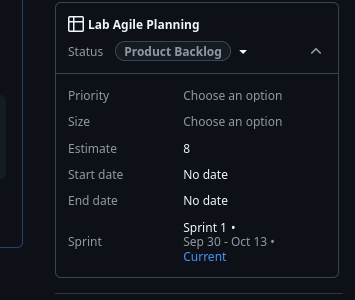 Lab Agile Planning
Status Product Backlog
Priority Choose an option
Size Choose an option
Estimate 8
Start date No date
End date No date
Sprint Sprint 1 •
Sep 30 - Oct 13 •
Current